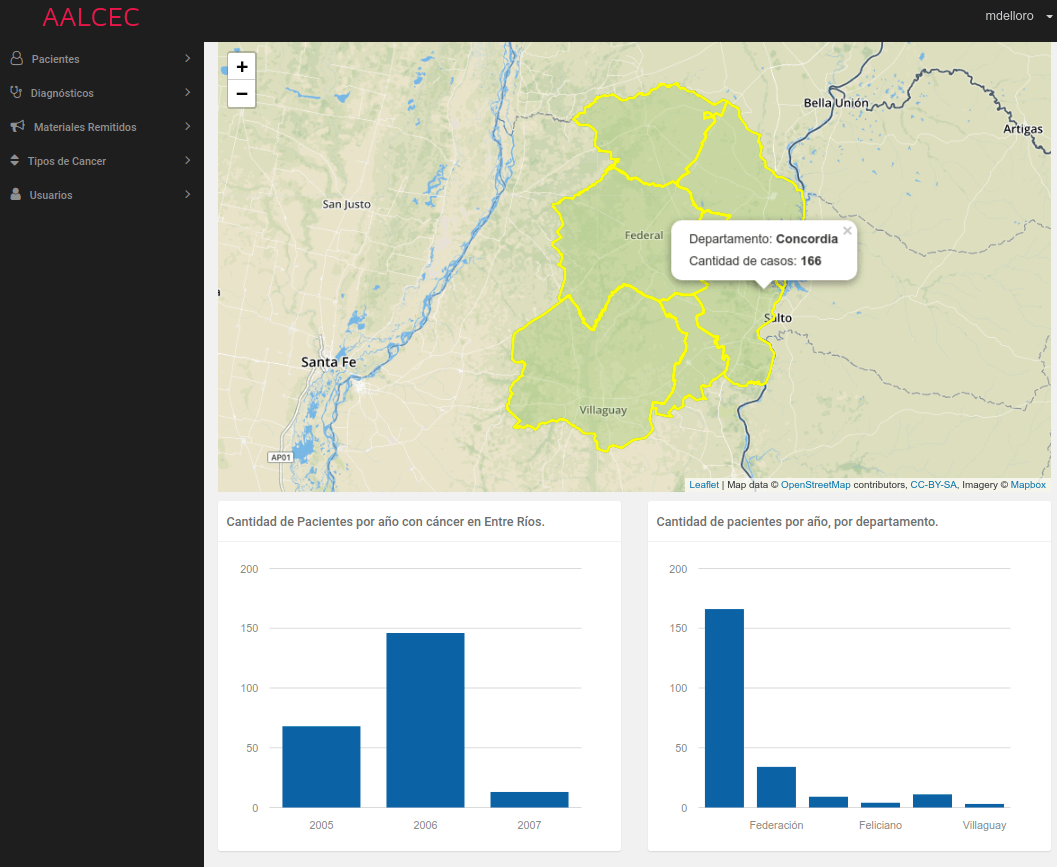 AALCEC
mdelloro
Pacientes
Diagnósticos
Materiales Remitidos
Tipos de Cancer
Usuarios
+
−
Bella Unión
Artigas
San Justo
Federal
Departamento: Concordia
×
Cantidad de casos: 166
Salto
Santa Fe
Villaguay
AP01
Leaflet | Map data © OpenStreetMap contributors, CC-BY-SA, Imagery © Mapbox
Cantidad de Pacientes por año con cáncer en Entre Ríos.
200
150
100
50
0
2005 2006 2007
Cantidad de pacientes por año, por departamento.
200
150
100
50
0
Federación Feliciano Villaguay